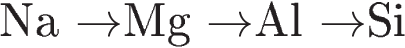 Na →Mg →Al →Si